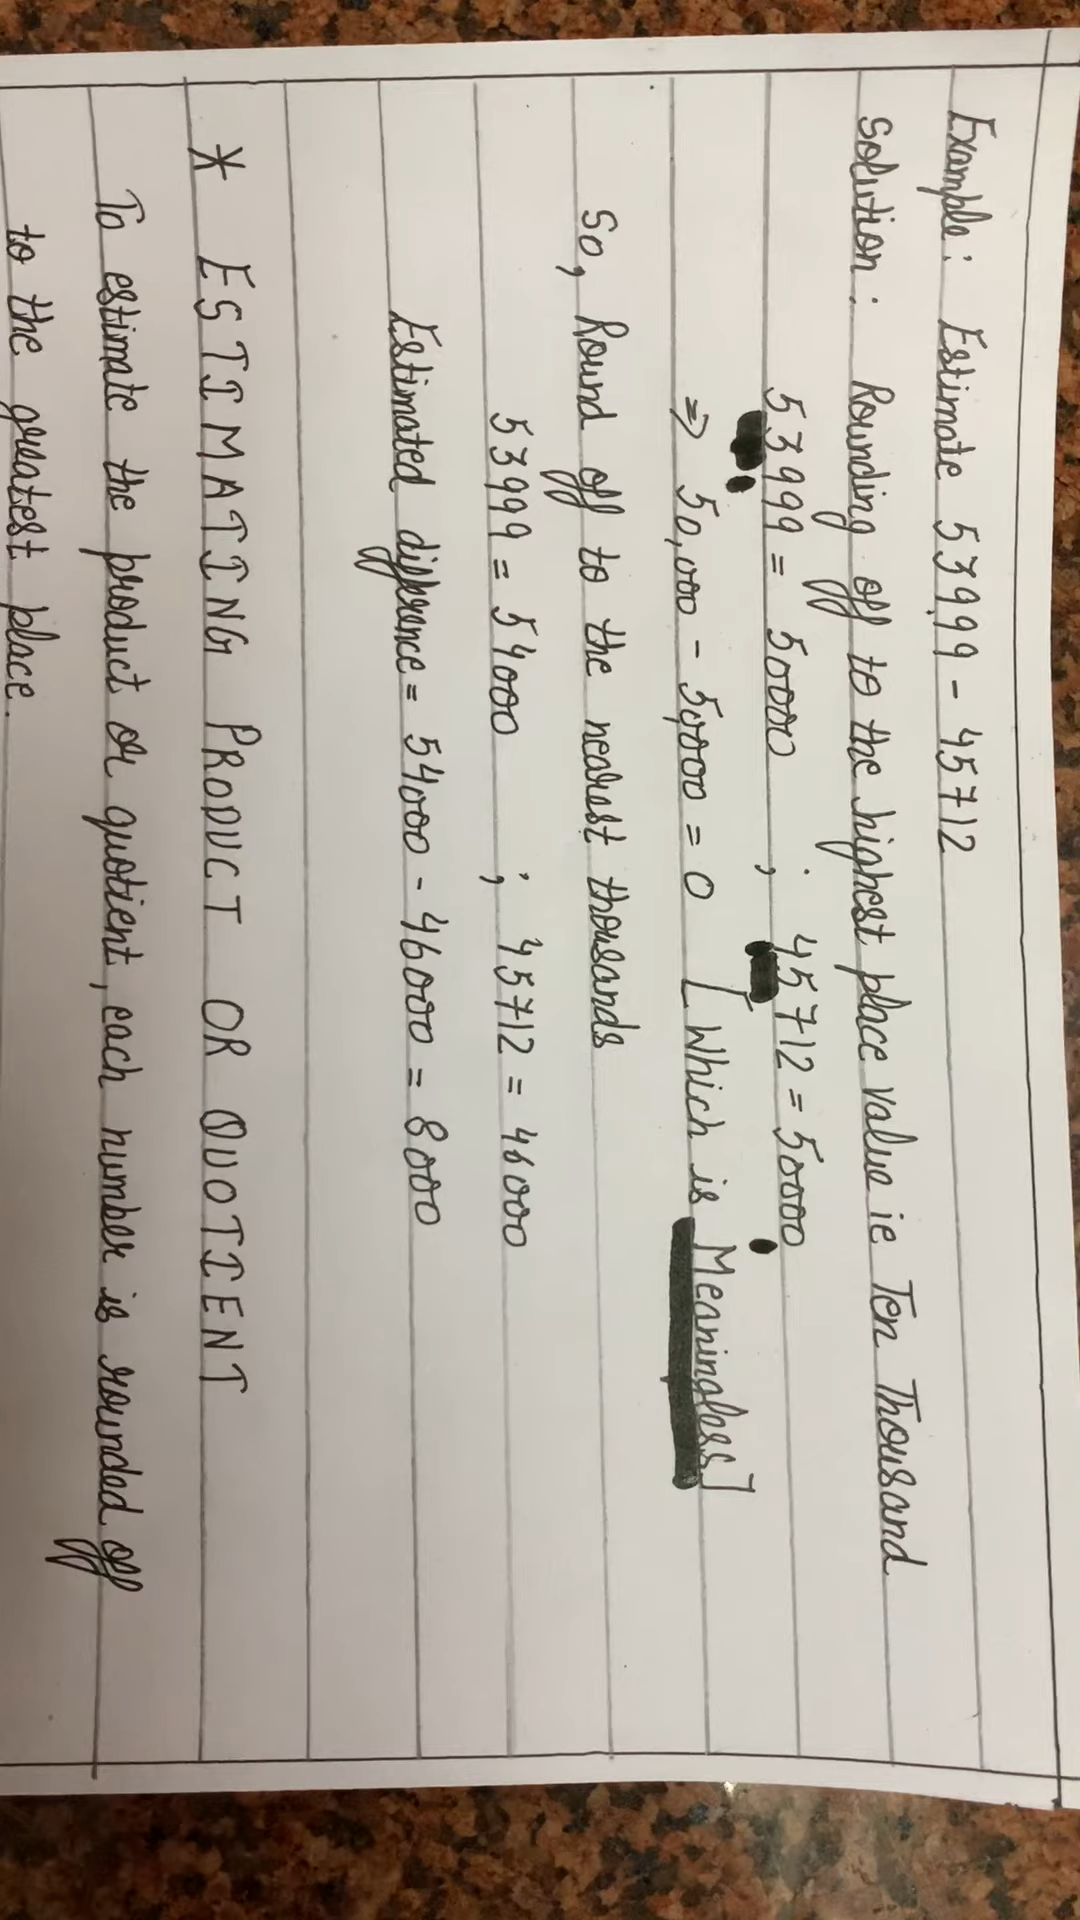 Example: Estimate 53999 - 45712
Solution: Rounding off to the highest place value ie Ten Thousand
53999 = 50000 ; 45712 = 50000
⇒ 50,000 - 50,000 = 0 [Which is Meaningless]
So, Round off to the nearest thousands
53999 = 54000 ; 45712 = 46000
Estimated difference = 54000 - 46000 = 8000
* ESTIMATING PRODUCT OR QUOTIENT
To estimate the product or quotient, each number is rounded off
to the greatest place.